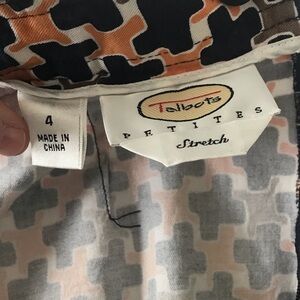 Talbots
PETITES
Stretch
4
MADE IN
CHINA